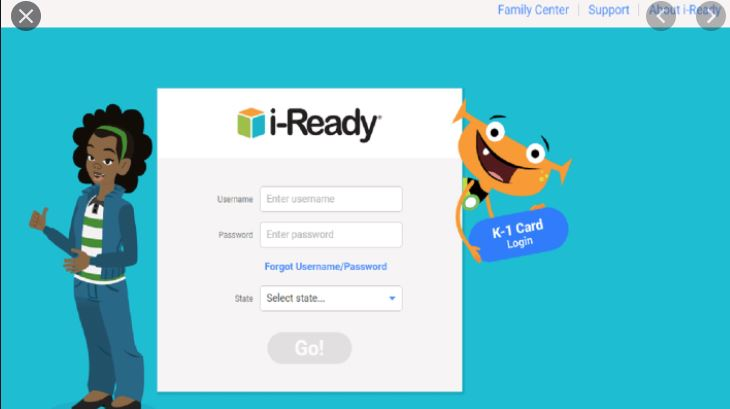 Family Center
Support
About i-Ready
i-Ready®
Username
Enter username
Password
Enter password
Forgot Username/Password
State
Select state...
Go!
K-1 Card
Login